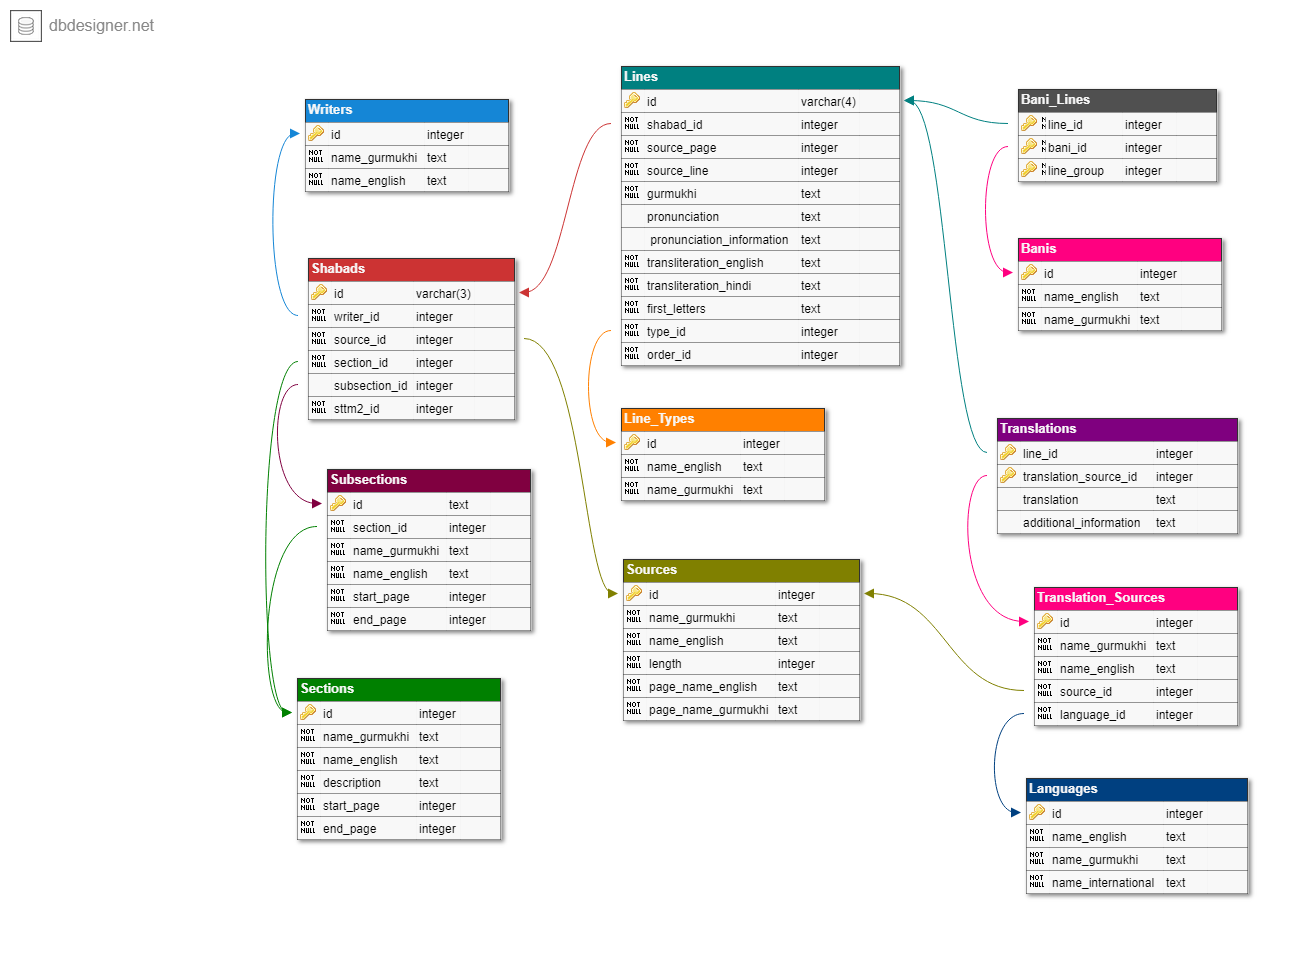 dbdesigner.net
Writers
id integer
NOT NULL name_gurmukhi text
NOT NULL name_english text
Shabads
id varchar(3)
NOT NULL writer_id integer
NOT NULL source_id integer
NOT NULL section_id integer
subsection_id integer
NOT NULL sttm2_id integer
Subsections
id text
NOT NULL section_id integer
NOT NULL name_gurmukhi text
NOT NULL name_english text
NOT NULL start_page integer
NOT NULL end_page integer
Sections
id integer
NOT NULL name_gurmukhi text
NOT NULL name_english text
NOT NULL description text
NOT NULL start_page integer
NOT NULL end_page integer
Lines
id varchar(4)
NOT NULL shabad_id integer
NOT NULL source_page integer
NOT NULL source_line integer
NOT NULL gurmukhi text
pronunciation text
pronunciation_information text
NOT NULL transliteration_english text
NOT NULL transliteration_hindi text
NOT NULL first_letters text
NOT NULL type_id integer
NOT NULL order_id integer
Line_Types
id integer
NOT NULL name_english text
NOT NULL name_gurmukhi text
Sources
id integer
NOT NULL name_gurmukhi text
NOT NULL name_english text
NOT NULL length integer
NOT NULL page_name_english text
NOT NULL page_name_gurmukhi text
Bani_Lines
N N line_id integer
N N bani_id integer
N N line_group integer
Banis
id integer
NOT NULL name_english text
NOT NULL name_gurmukhi text
Translations
line_id integer
translation_source_id integer
translation text
additional_information text
Translation_Sources
id integer
NOT NULL name_gurmukhi text
NOT NULL name_english text
NOT NULL source_id integer
NOT NULL language_id integer
Languages
id integer
NOT NULL name_english text
NOT NULL name_gurmukhi text
NOT NULL name_international text